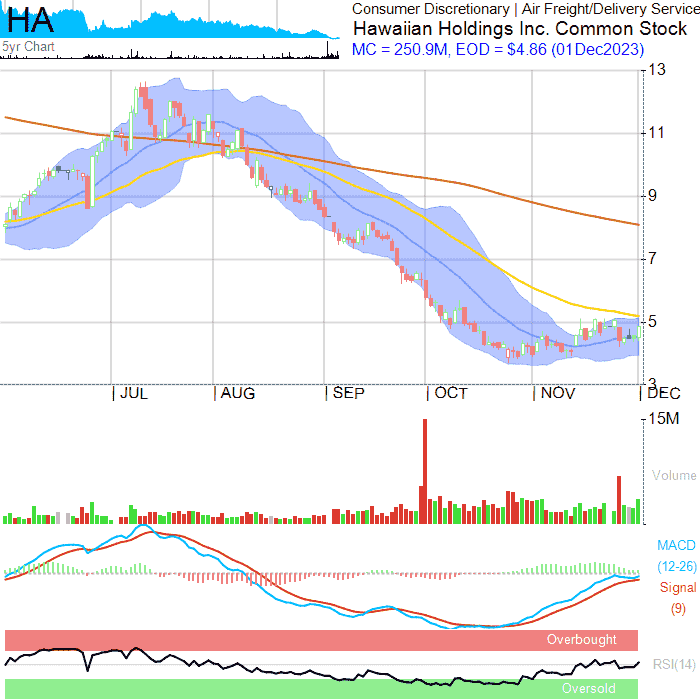 HA
Consumer Discretionary | Air Freight/Delivery Service
Hawaiian Holdings Inc. Common Stock
MC = 250.9M, EOD = $4.86 (01Dec2023)
5yr Chart
13
11
9
7
5
3
JUL AUG SEP OCT NOV DEC
15M
Volume
MACD
(12-26)
Signal
(9)
Overbought
RSI(14)
Oversold